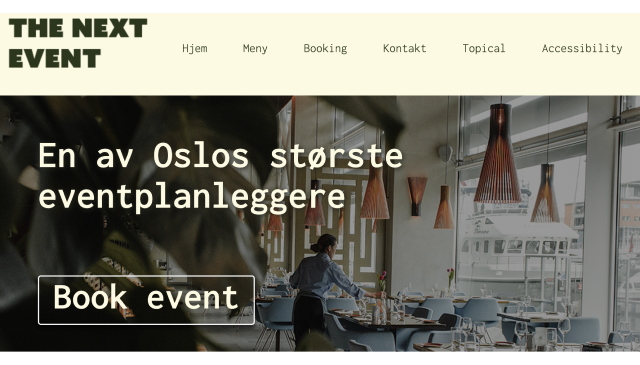 THE NEXT
EVENT
Hjem Meny Booking Kontakt Topical Accessibility
En av Oslos største
eventplanleggere
Book event